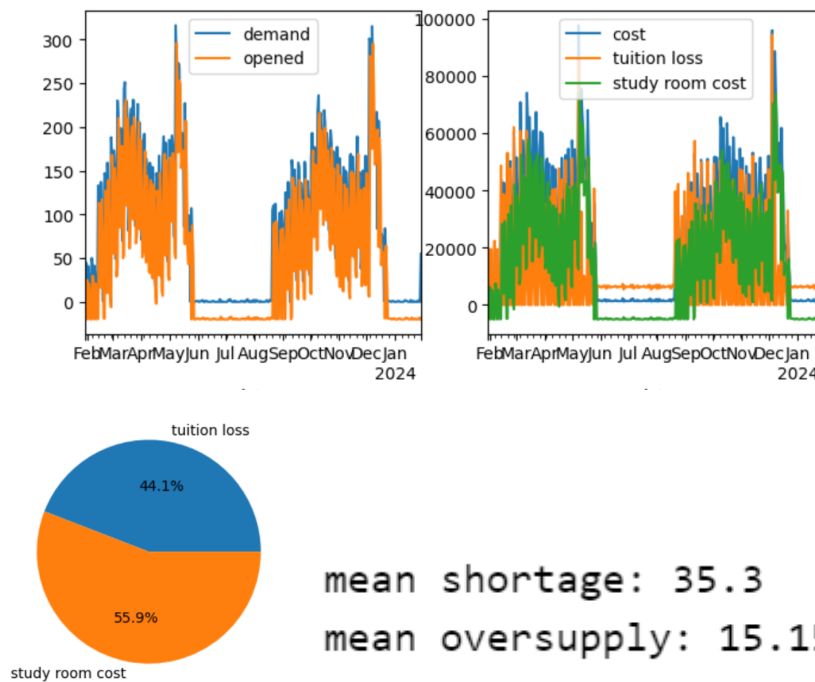 demand
opened
300
250
200
150
100
50
0
Feb Mar Apr May Jun Jul Aug Sep Oct Nov Dec Jan
2024
cost
tuition loss
study room cost
100000
80000
60000
40000
20000
0
Feb Mar Apr May Jun Jul Aug Sep Oct Nov Dec Jan
2024
tuition loss
44.1%
55.9%
study room cost
mean shortage: 35.3
mean oversupply: 15.15